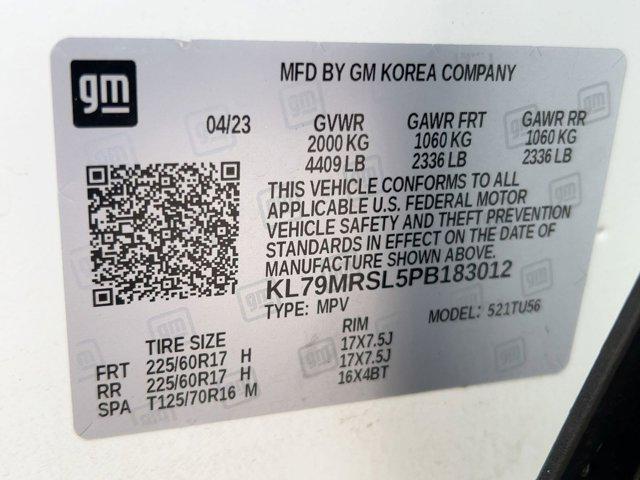 gm
MFD BY GM KOREA COMPANY
04/23 GVWR GAWR FRT GAWR RR
2000 KG 1060 KG 1060 KG
4409 LB 2336 LB 2336 LB
THIS VEHICLE CONFORMS TO ALL
APPLICABLE U.S. FEDERAL MOTOR
VEHICLE SAFETY AND THEFT PREVENTION
STANDARDS IN EFFECT ON THE DATE OF
MANUFACTURE SHOWN ABOVE.
KL79MRSL5PB183012
TYPE: MPV MODEL: 521TU56
TIRE SIZE RIM
FRT 225/60R17 H 17X7.5J
RR 225/60R17 H 17X7.5J
SPA T125/70R16 M 16X4BT